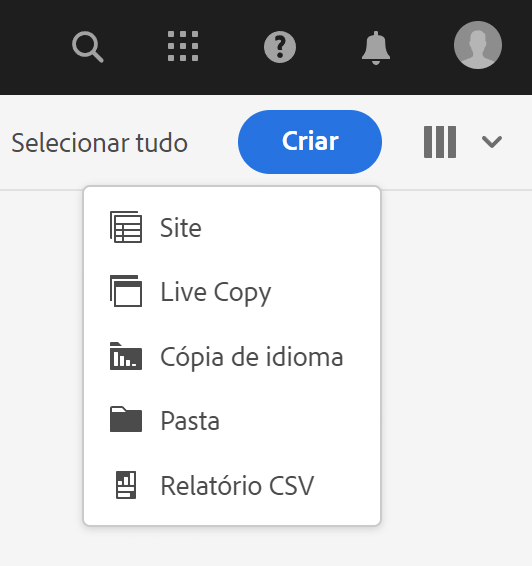 Selecionar tudo
Criar
Site
Live Copy
Cópia de idioma
Pasta
Relatório CSV